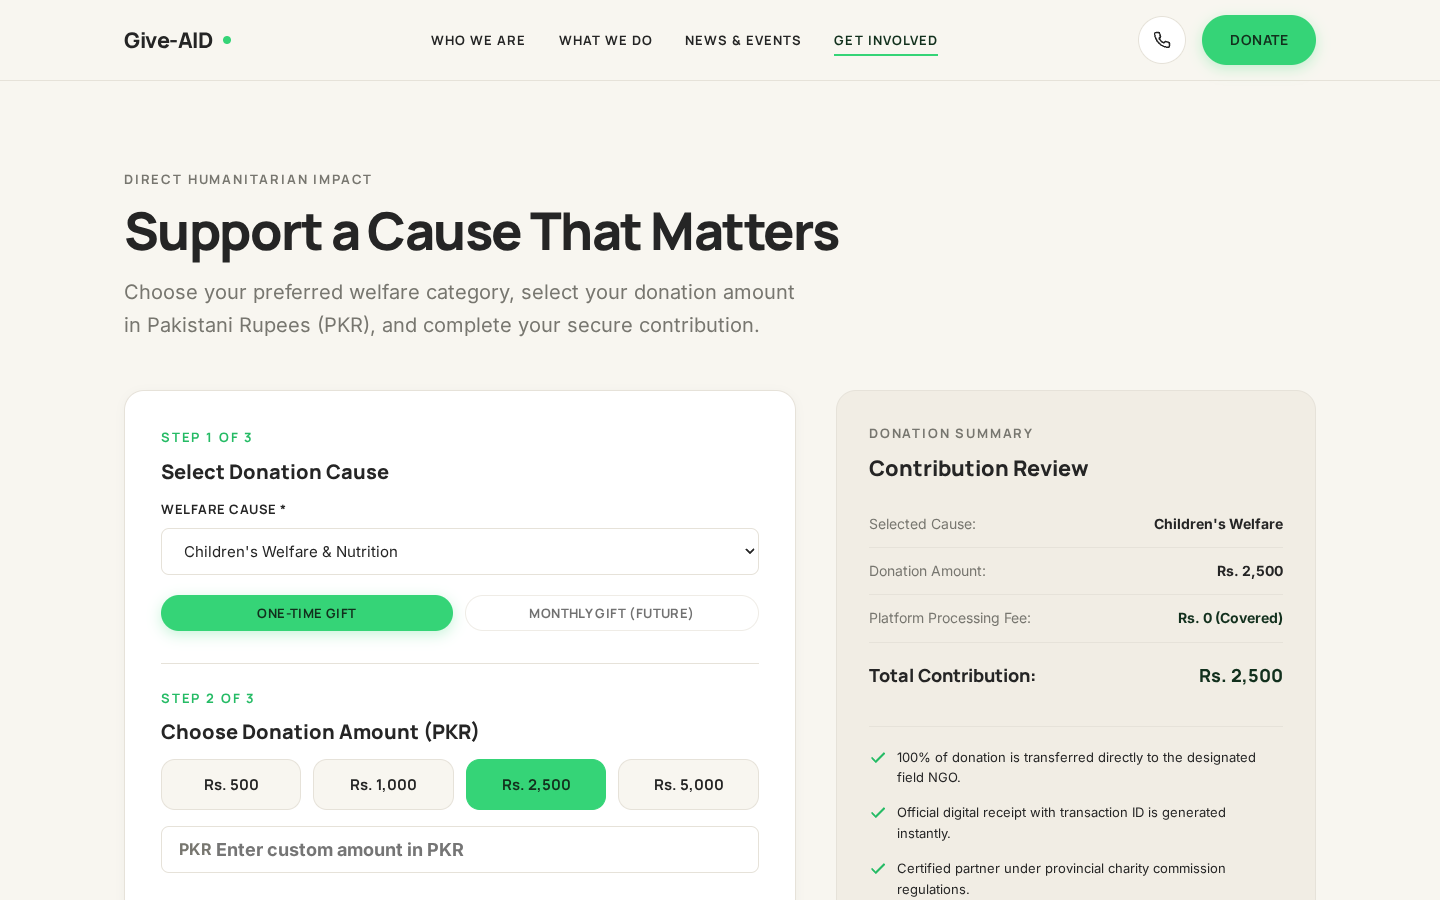 Give-AID
WHO WE ARE
WHAT WE DO
NEWS & EVENTS
GET INVOLVED
DONATE
DIRECT HUMANITARIAN IMPACT
Support a Cause That Matters
Choose your preferred welfare category, select your donation amount
in Pakistani Rupees (PKR), and complete your secure contribution.
STEP 1 OF 3
Select Donation Cause
WELFARE CAUSE *
Children's Welfare & Nutrition
ONE-TIME GIFT
MONTHLY GIFT (FUTURE)
STEP 2 OF 3
Choose Donation Amount (PKR)
Rs. 500
Rs. 1,000
Rs. 2,500
Rs. 5,000
PKR Enter custom amount in PKR
DONATION SUMMARY
Contribution Review
Selected Cause: Children's Welfare
Donation Amount: Rs. 2,500
Platform Processing Fee: Rs. 0 (Covered)
Total Contribution: Rs. 2,500
100% of donation is transferred directly to the designated
field NGO.
Official digital receipt with transaction ID is generated
instantly.
Certified partner under provincial charity commission
regulations.